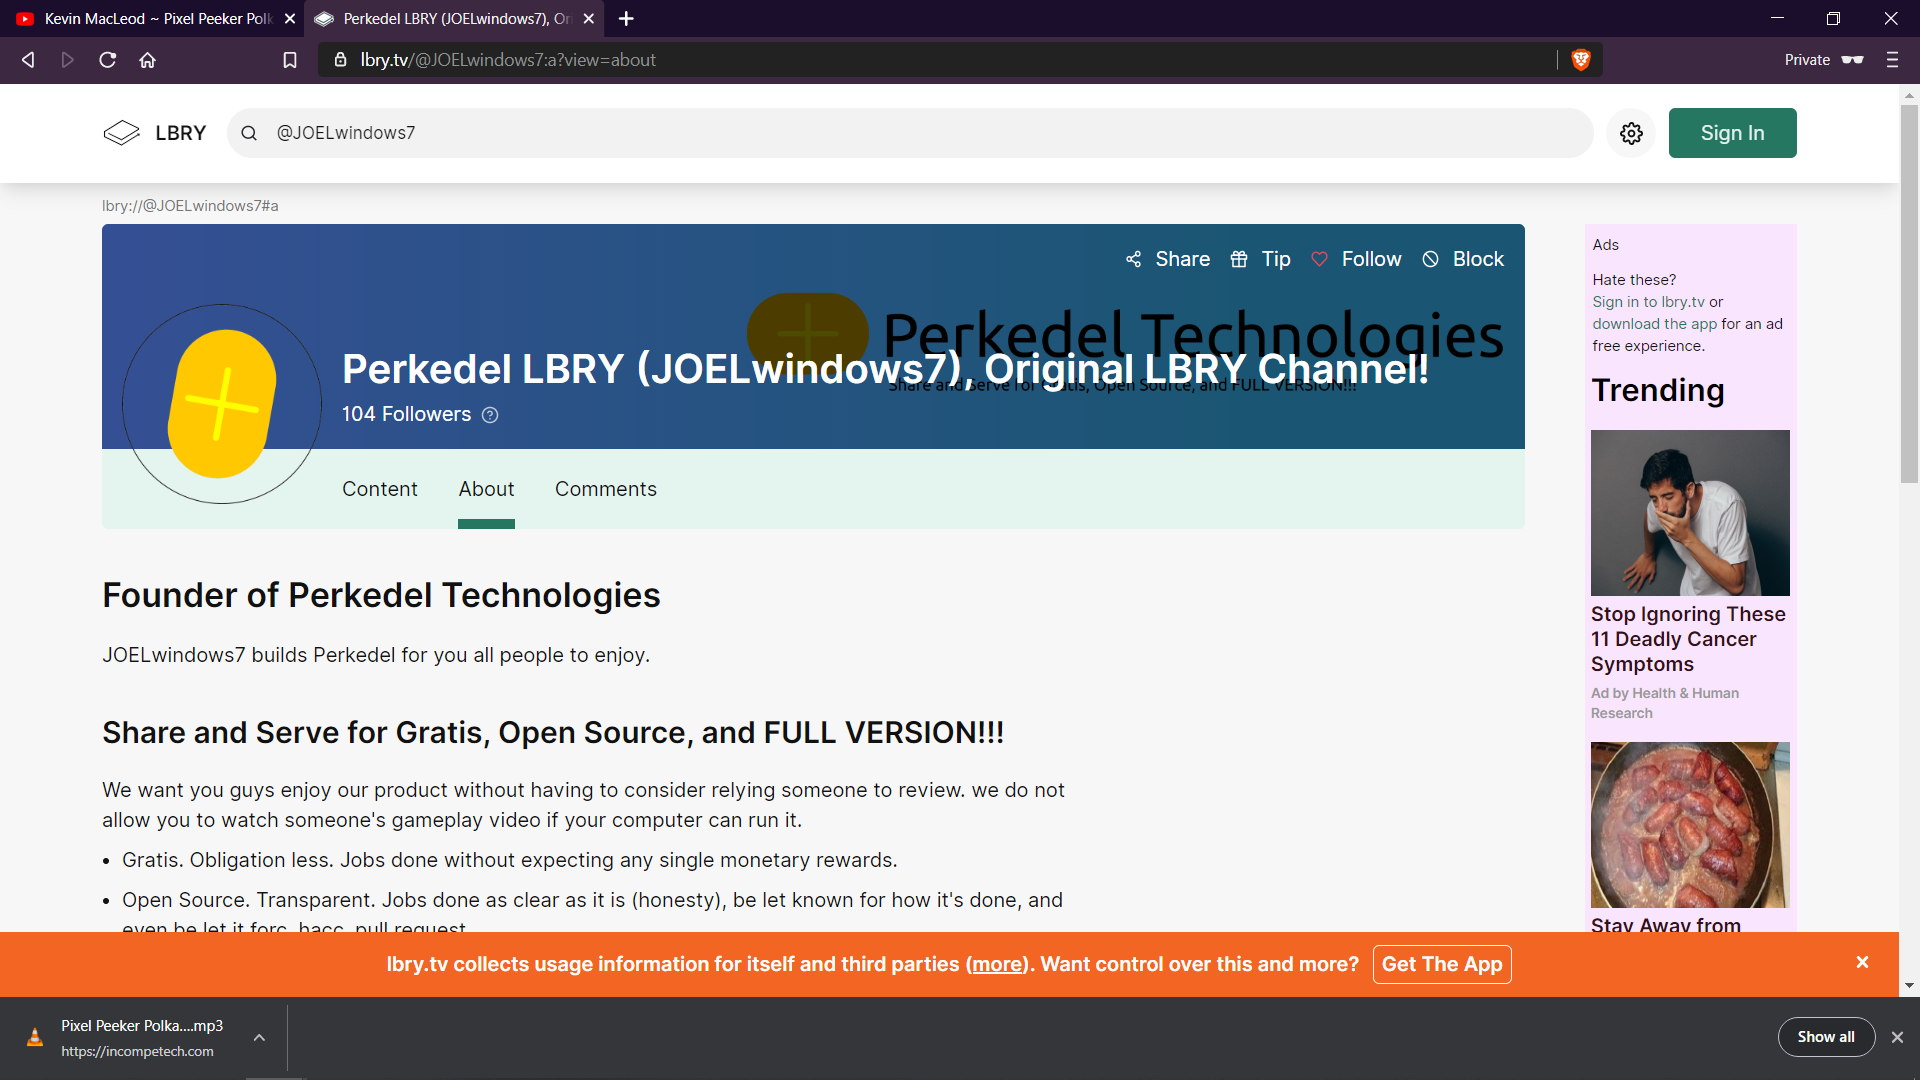 Kevin MacLeod ~ Pixel Peeker Polk
Perkedel LBRY (JOELwindows7), Ori
lbry.tv/@JOELwindows7:a?view=about
Private
LBRY
@JOELwindows7
Sign In
lbry://@JOELwindows7#a
Share
Tip
Follow
Block
Perkedel Technologies
Share and Serve for Gratis, Open Source, and FULL VERSION!!!
Perkedel LBRY (JOELwindows7), Original LBRY Channel!
104 Followers
Content
About
Comments
Founder of Perkedel Technologies
JOELwindows7 builds Perkedel for you all people to enjoy.
Share and Serve for Gratis, Open Source, and FULL VERSION!!!
We want you guys enjoy our product without having to consider relying someone to review. we do not
allow you to watch someone's gameplay video if your computer can run it.
• Gratis. Obligation less. Jobs done without expecting any single monetary rewards.
• Open Source. Transparent. Jobs done as clear as it is (honesty), be let known for how it's done, and
even be let it forc, hacc, pull request
Ads
Hate these?
Sign in to lbry.tv or
download the app for an ad
free experience.
Trending
Stop Ignoring These
11 Deadly Cancer
Symptoms
Ad by Health & Human
Research
Stay Away from
lbry.tv collects usage information for itself and third parties (more). Want control over this and more?
Get The App
Pixel Peeker Polka....mp3
https://incompetech.com
Show all